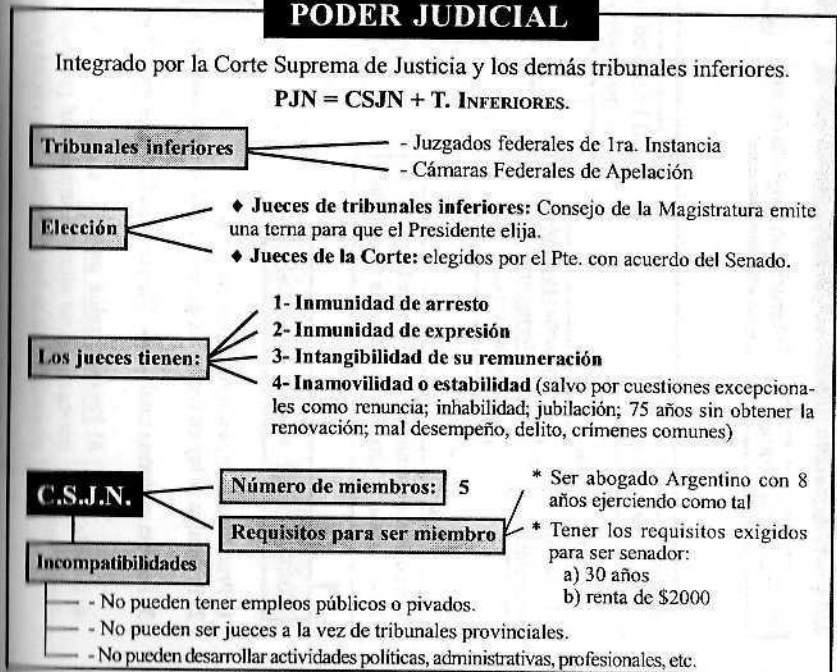 PODER JUDICIAL
Integrado por la Corte Suprema de Justicia y los demás tribunales inferiores.
PJN = CSJN + T. INFERIORES.
Tribunales inferiores
- Juzgados federales de 1ra. Instancia
- Cámaras Federales de Apelación
Elección
♦ Jueces de tribunales inferiores: Consejo de la Magistratura emite
una terna para que el Presidente elija.
♦ Jueces de la Corte: elegidos por el Pte. con acuerdo del Senado.
Los jueces tienen:
1- Inmunidad de arresto
2- Inmunidad de expresión
3- Intangibilidad de su remuneración
4- Inamovilidad o estabilidad (salvo por cuestiones excepciona-
les como renuncia; inhabilidad; jubilación; 75 años sin obtener la
renovación; mal desempeño, delito, crímenes comunes)
C.S.J.N.
Número de miembros: 5
Requisitos para ser miembro
* Ser abogado Argentino con 8
años ejerciendo como tal
* Tener los requisitos exigidos
para ser senador:
a) 30 años
b) renta de $2000
Incompatibilidades
- No pueden tener empleos públicos o pivados.
- No pueden ser jueces a la vez de tribunales provinciales.
- No pueden desarrollar actividades políticas, administrativas, profesionales, etc.